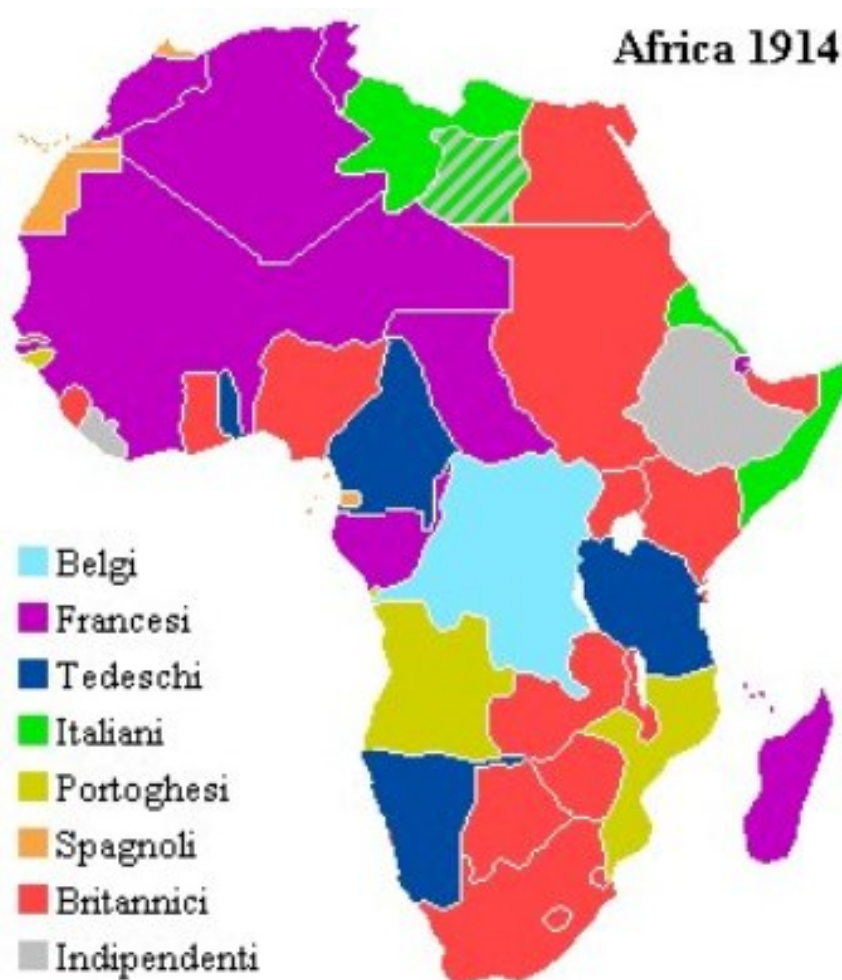 Africa 1914
Belgi
Francesi
Tedeschi
Italiani
Portoghesi
Spagnoli
Britannici
Indipendenti